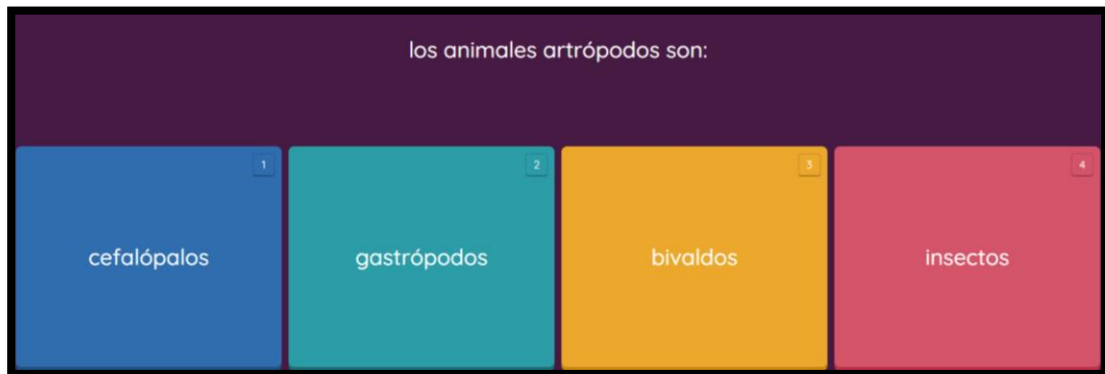 los animales artrópodos son:
1
2
3
4
cefalópalos
gastrópodos
bivaldos
insectos